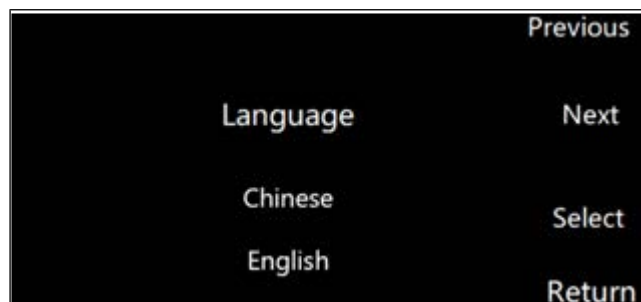 Previous
Language
Next
Chinese
Select
English
Return